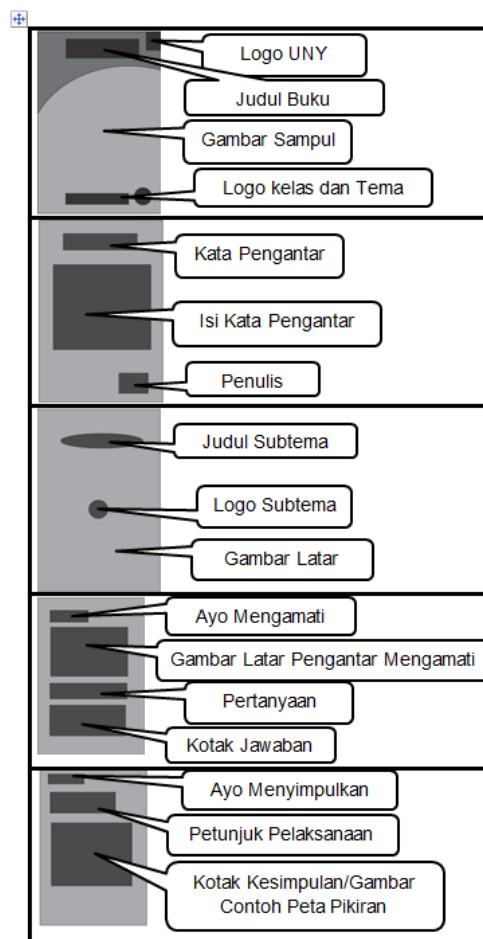 Logo UNY
Judul Buku
Gambar Sampul
Logo kelas dan Tema
Kata Pengantar
Isi Kata Pengantar
Penulis
Judul Subtema
Logo Subtema
Gambar Latar
Ayo Mengamati
Gambar Latar Pengantar Mengamati
Pertanyaan
Kotak Jawaban
Ayo Menyimpulkan
Petunjuk Pelaksanaan
Kotak Kesimpulan/Gambar
Contoh Peta Pikiran